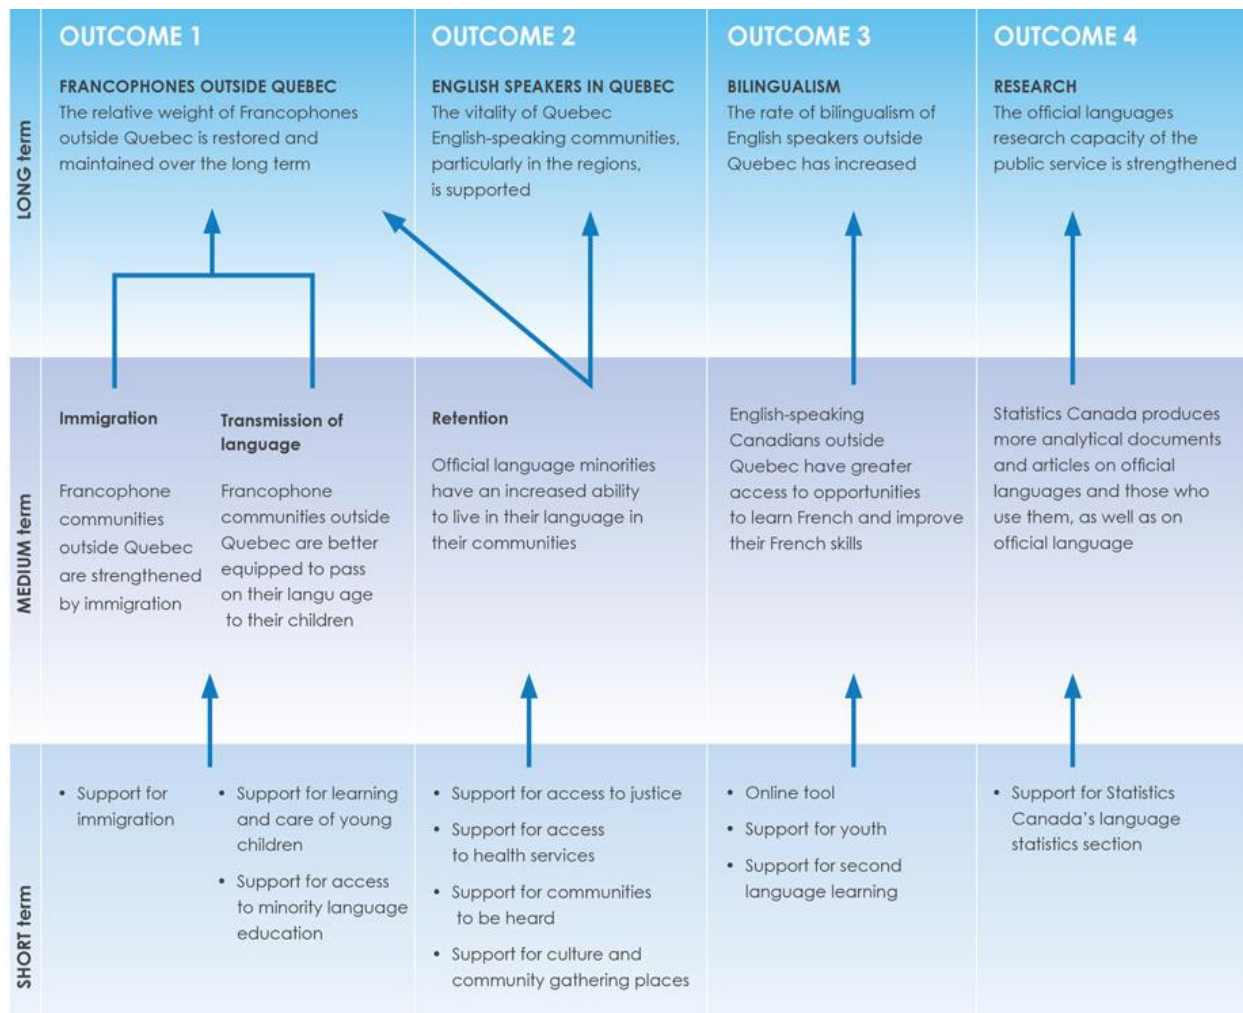 OUTCOME 1
FRANCOPHONES OUTSIDE QUEBEC
The relative weight of Francophones
outside Quebec is restored and
maintained over the long term
OUTCOME 2
ENGLISH SPEAKERS IN QUEBEC
The vitality of Quebec
English-speaking communities,
particularly in the regions,
is supported
OUTCOME 3
BILINGUALISM
The rate of bilingualism of
English speakers outside
Quebec has increased
OUTCOME 4
RESEARCH
The official languages
research capacity of the
public service is strengthened
LONG term
Immigration
Francophone
communities
outside Quebec
are strengthened
by immigration
Transmission of
language
Francophone
communities outside
Quebec are better
equipped to pass
on their langu age
to their children
Retention
Official language minorities
have an increased ability
to live in their language in
their communities
English-speaking
Canadians outside
Quebec have greater
access to opportunities
to learn French and improve
their French skills
Statistics Canada produces
more analytical documents
and articles on official
languages and those who
use them, as well as on
official language
MEDIUM term
• Support for
immigration
• Support for learning
and care of young
children
• Support for access
to minority language
education
• Support for access to justice
• Support for access
to health services
• Support for communities
to be heard
• Support for culture and
community gathering places
• Online tool
• Support for youth
• Support for second
language learning
• Support for Statistics
Canada's language
statistics section
SHORT term